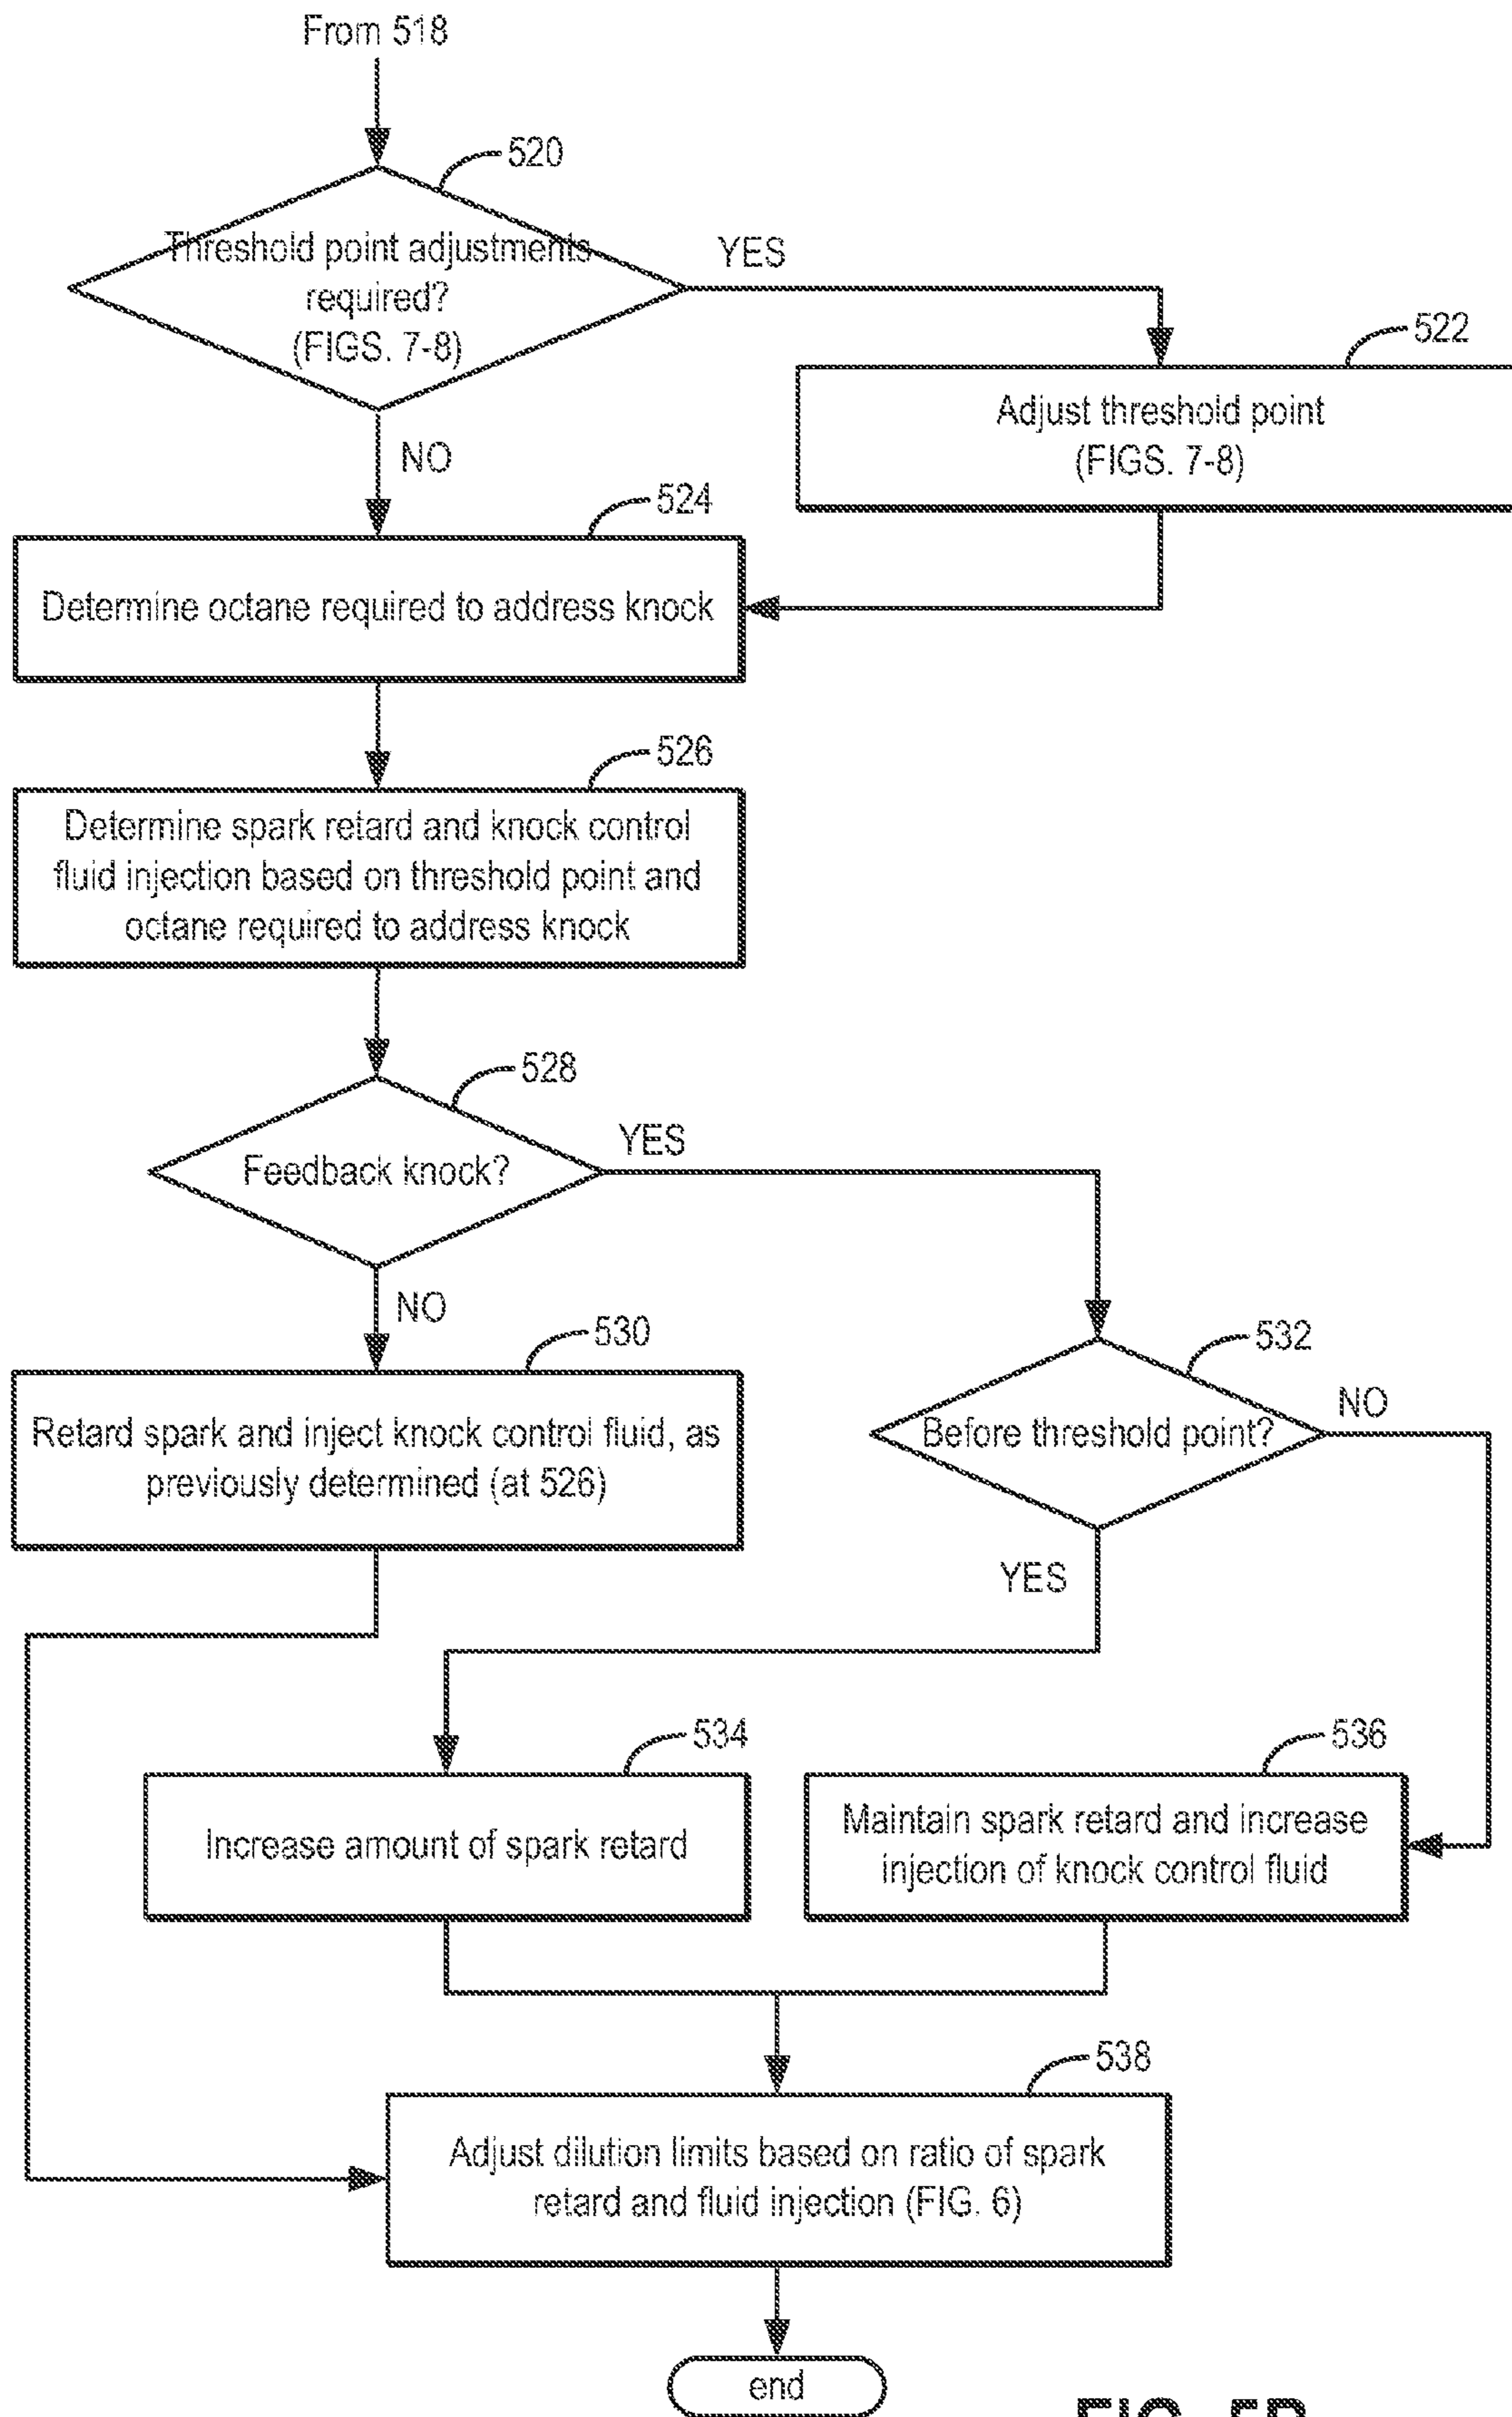 From 518
520
Threshold point adjustments
required?
(FIGS. 7-8)
YES
522
Adjust threshold point
(FIGS. 7-8)
NO
524
Determine octane required to address knock
526
Determine spark retard and knock control
fluid injection based on threshold point and
octane required to address knock
528
Feedback knock?
YES
NO
530
Retard spark and inject knock control fluid, as
previously determined (at 526)
532
Before threshold point?
NO
YES
534
Increase amount of spark retard
536
Maintain spark retard and increase
injection of knock control fluid
538
Adjust dilution limits based on ratio of spark
retard and fluid injection (FIG. 6)
end
FIG. 5B